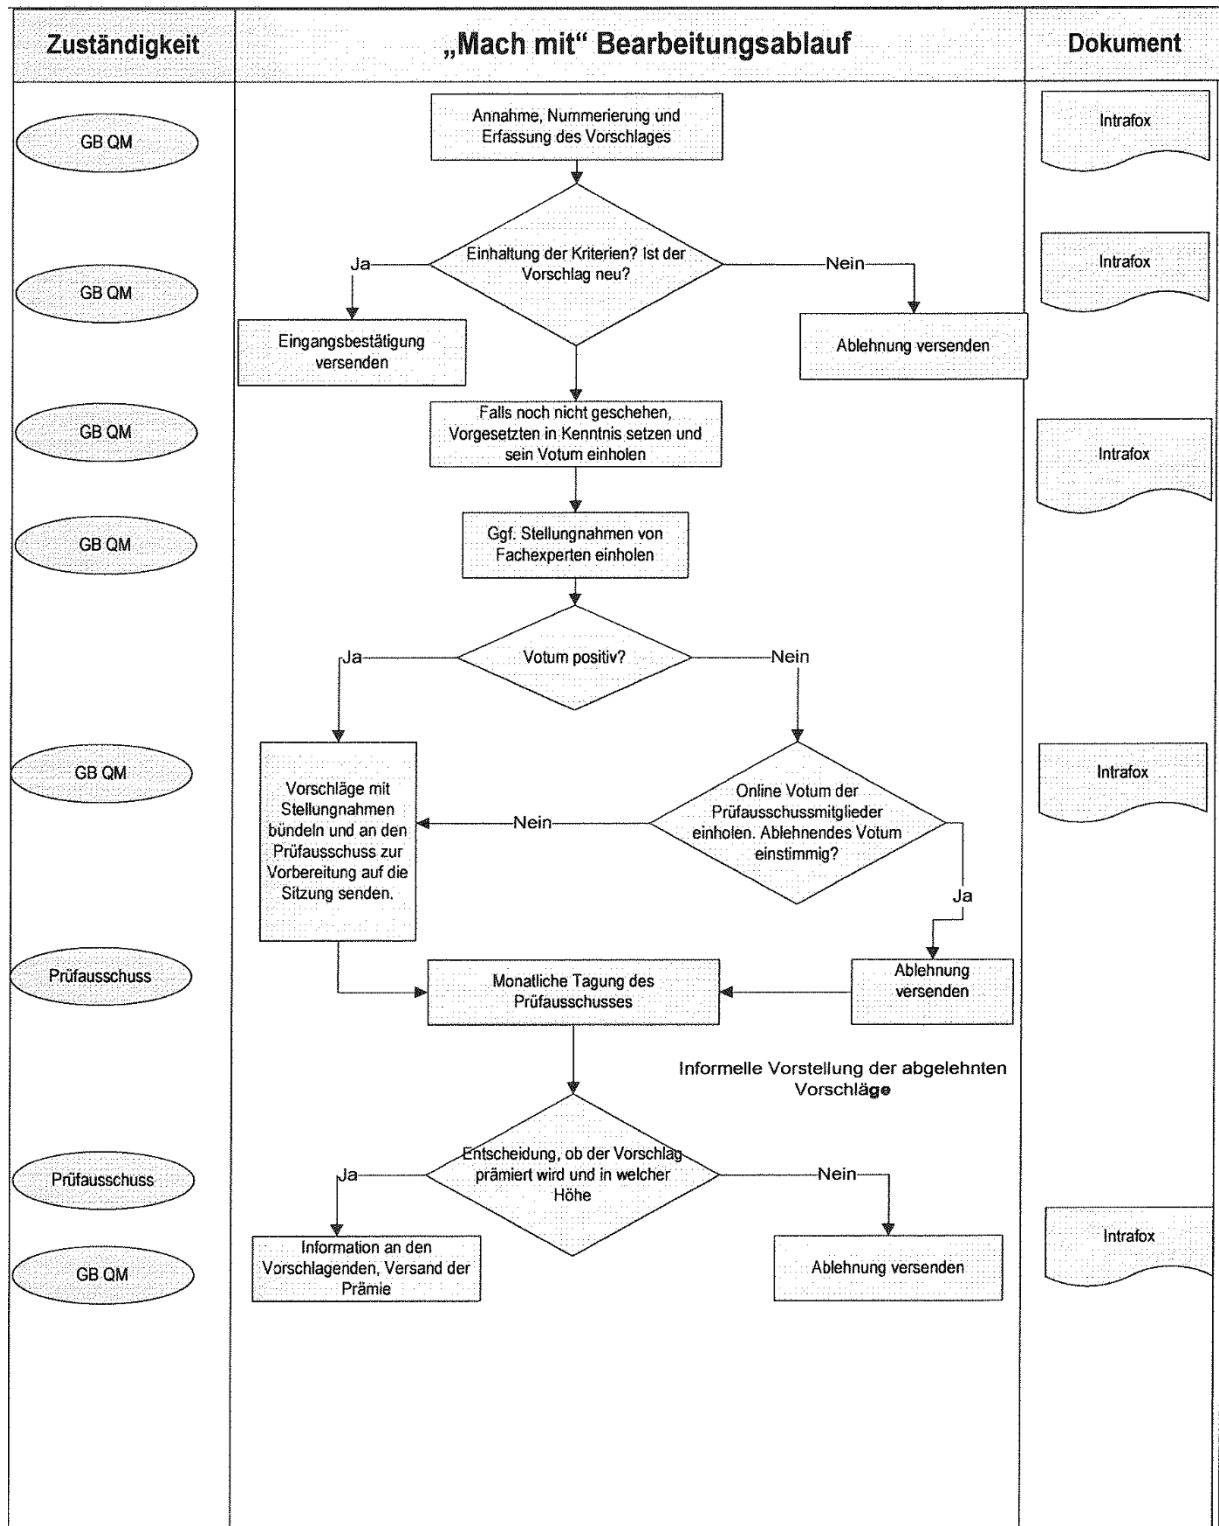 Zuständigkeit
„Mach mit“ Bearbeitungsablauf
Dokument
GB QM
Annahme, Nummerierung und
Erfassung des Vorschlages
Intrafox
GB QM
Einhaltung der Kriterien? Ist der
Vorschlag neu?
Ja
Nein
Intrafox
Eingangsbestätigung
versenden
Ablehnung versenden
GB QM
Falls noch nicht geschehen,
Vorgesetzten in Kenntnis setzen und
sein Votum einholen
Intrafox
GB QM
Ggf. Stellungnahmen von
Fachexperten einholen
Ja
Votum positiv?
Nein
GB QM
Vorschläge mit
Stellungnahmen
bündeln und an den
Prüfausschuss zur
Vorbereitung auf die
Sitzung senden.
Nein
Online Votum der
Prüfausschussmitglieder
einholen. Ablehnendes Votum
einstimmig?
Intrafox
Ja
Prüfausschuss
Monatliche Tagung des
Prüfausschusses
Ablehnung
versenden
Informelle Vorstellung der abgelehnten
Vorschläge
Prüfausschuss
Ja
Entscheidung, ob der Vorschlag
prämiert wird und in welcher
Höhe
Nein
GB QM
Information an den
Vorschlagenden, Versand der
Prämie
Ablehnung versenden
Intrafox